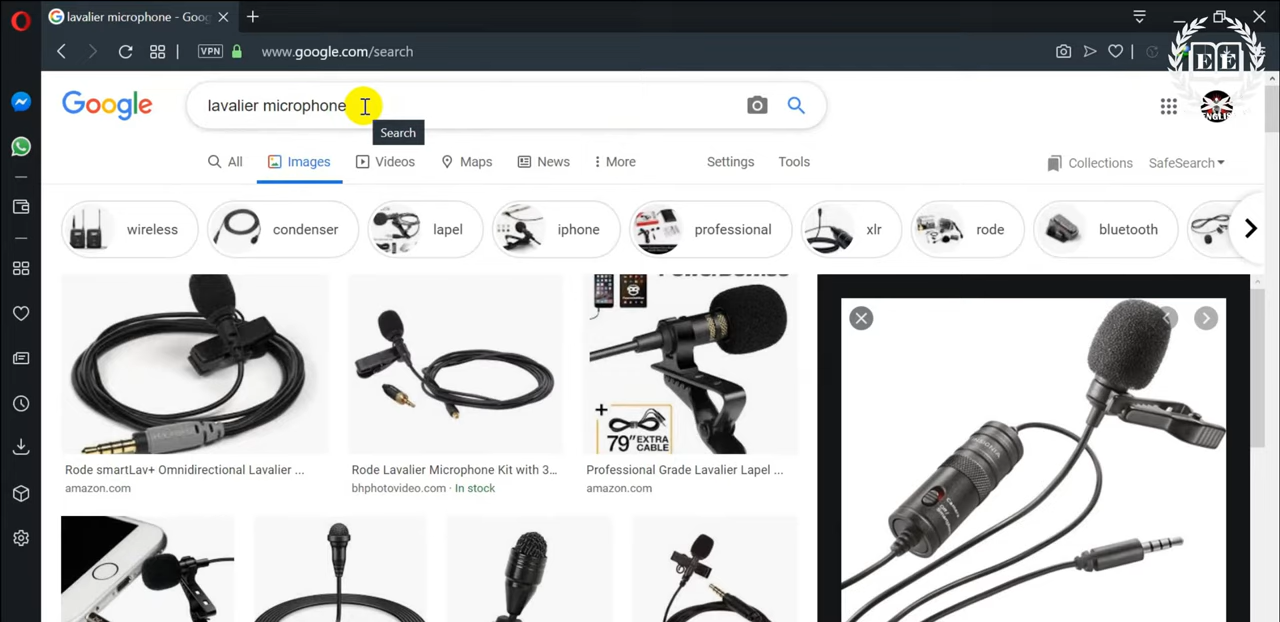 lavalier microphone - Goog
VPN
www.google.com/search
E E
Google
lavalier microphone
Search
ENGLIS
All
Images
Videos
Maps
News
More
Settings
Tools
Collections
SafeSearch
wireless
condenser
lapel
iphone
professional
xlr
rode
bluetooth
+
79" EXTRA
CABLE
Rode smartLav+ Omnidirectional Lavalier ...
amazon.com
Rode Lavalier Microphone Kit with 3...
bhphotovideo.com · In stock
Professional Grade Lavalier Lapel ...
amazon.com